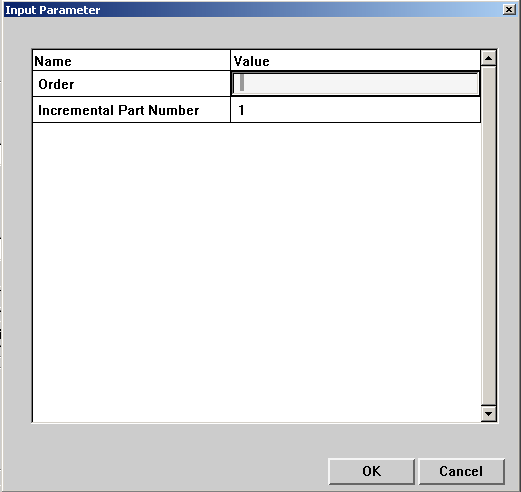 Input Parameter
Name Value
Order
Incremental Part Number 1
OK Cancel